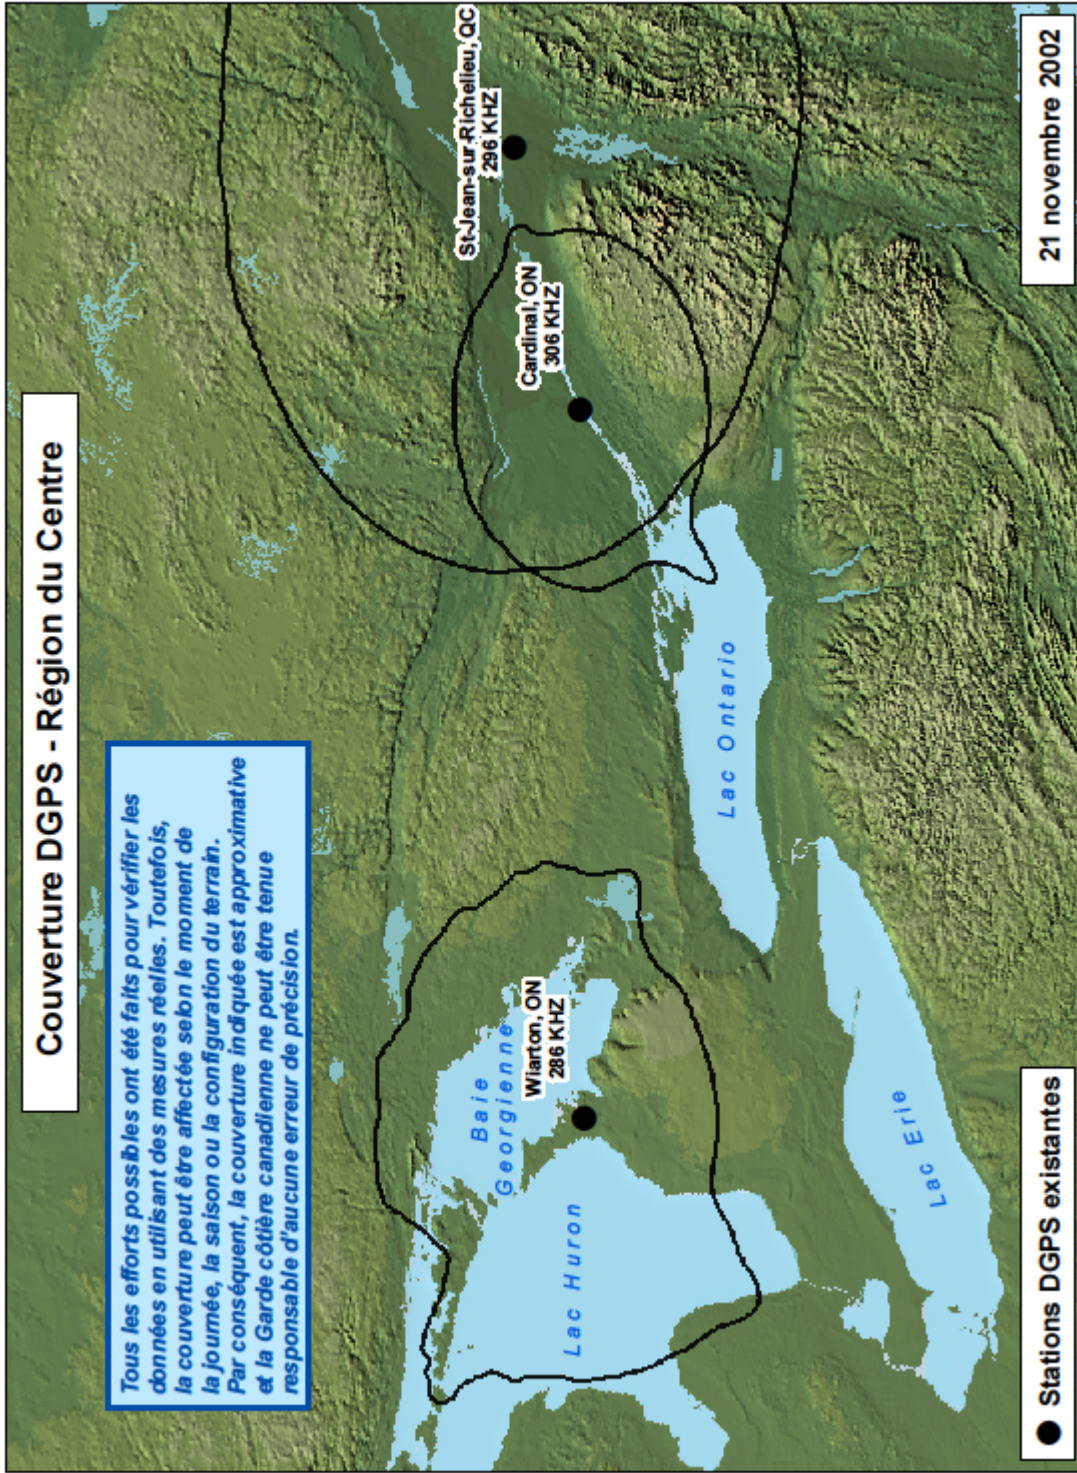 Couverture DGPS - Région du Centre
Tous les efforts possibles ont été faits pour vérifier les
données en utilisant des mesures réelles. Toutefois,
la couverture peut être affectée selon le moment de
la journée, la saison ou la configuration du terrain.
Par conséquent, la couverture indiquée est approximative
et la Garde côtière canadienne ne peut être tenue
responsable d'aucune erreur de précision.
St-Jean-sur-Richelieu, QC
296 KHZ
Cardinal, ON
306 KHZ
Baie
Georgienne
Wiarton, ON
286 KHZ
Lac Huron
Lac Ontario
Lac Erie
Stations DGPS existantes
21 novembre 2002